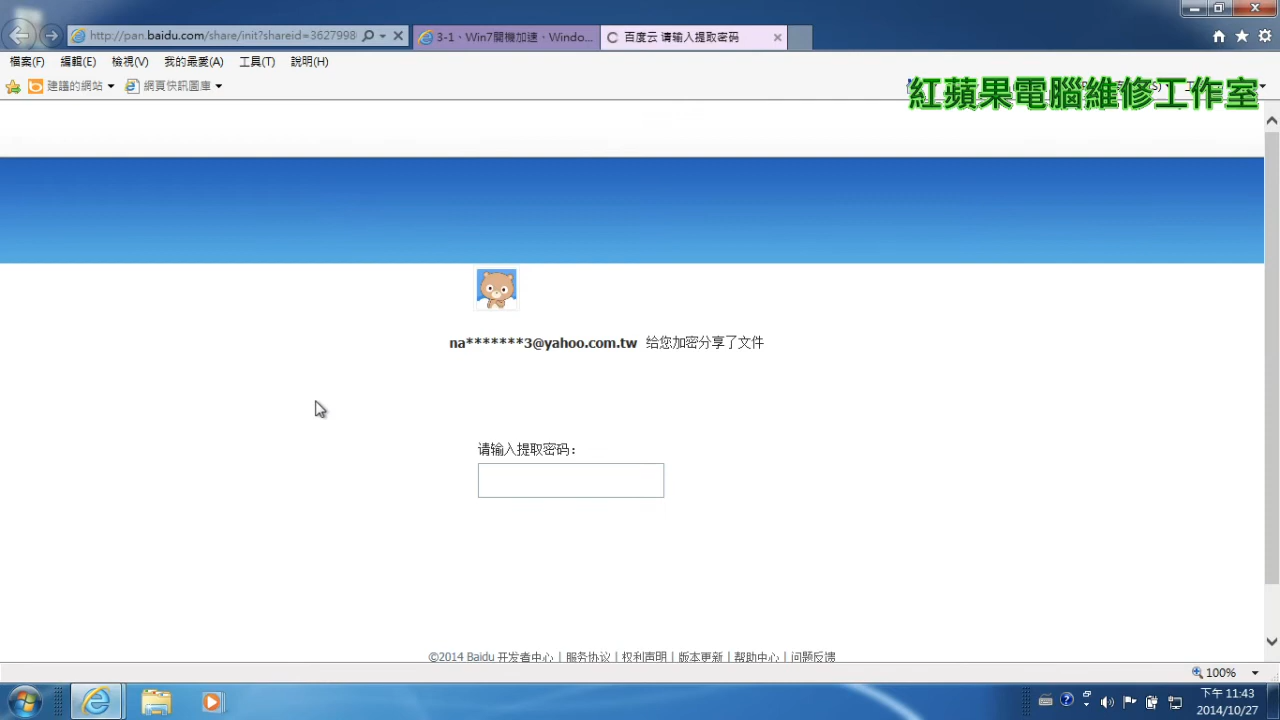 http://pan.baidu.com/share/init?shareid=3627998
3-1、Win7開機加速、Windo...
百度云 请输入提取密码
檔案(F) 編輯(E) 檢視(V) 我的最愛(A) 工具(T) 說明(H)
建議的網站 網頁快訊圖庫
紅蘋果電腦維修工作室
na*******3@yahoo.com.tw 给您加密分享了文件
请输入提取密码：
©2014 Baidu 开发者中心 | 服务协议 | 权利声明 | 版本更新 | 帮助中心 | 问题反馈
100%
下午 11:43
2014/10/27